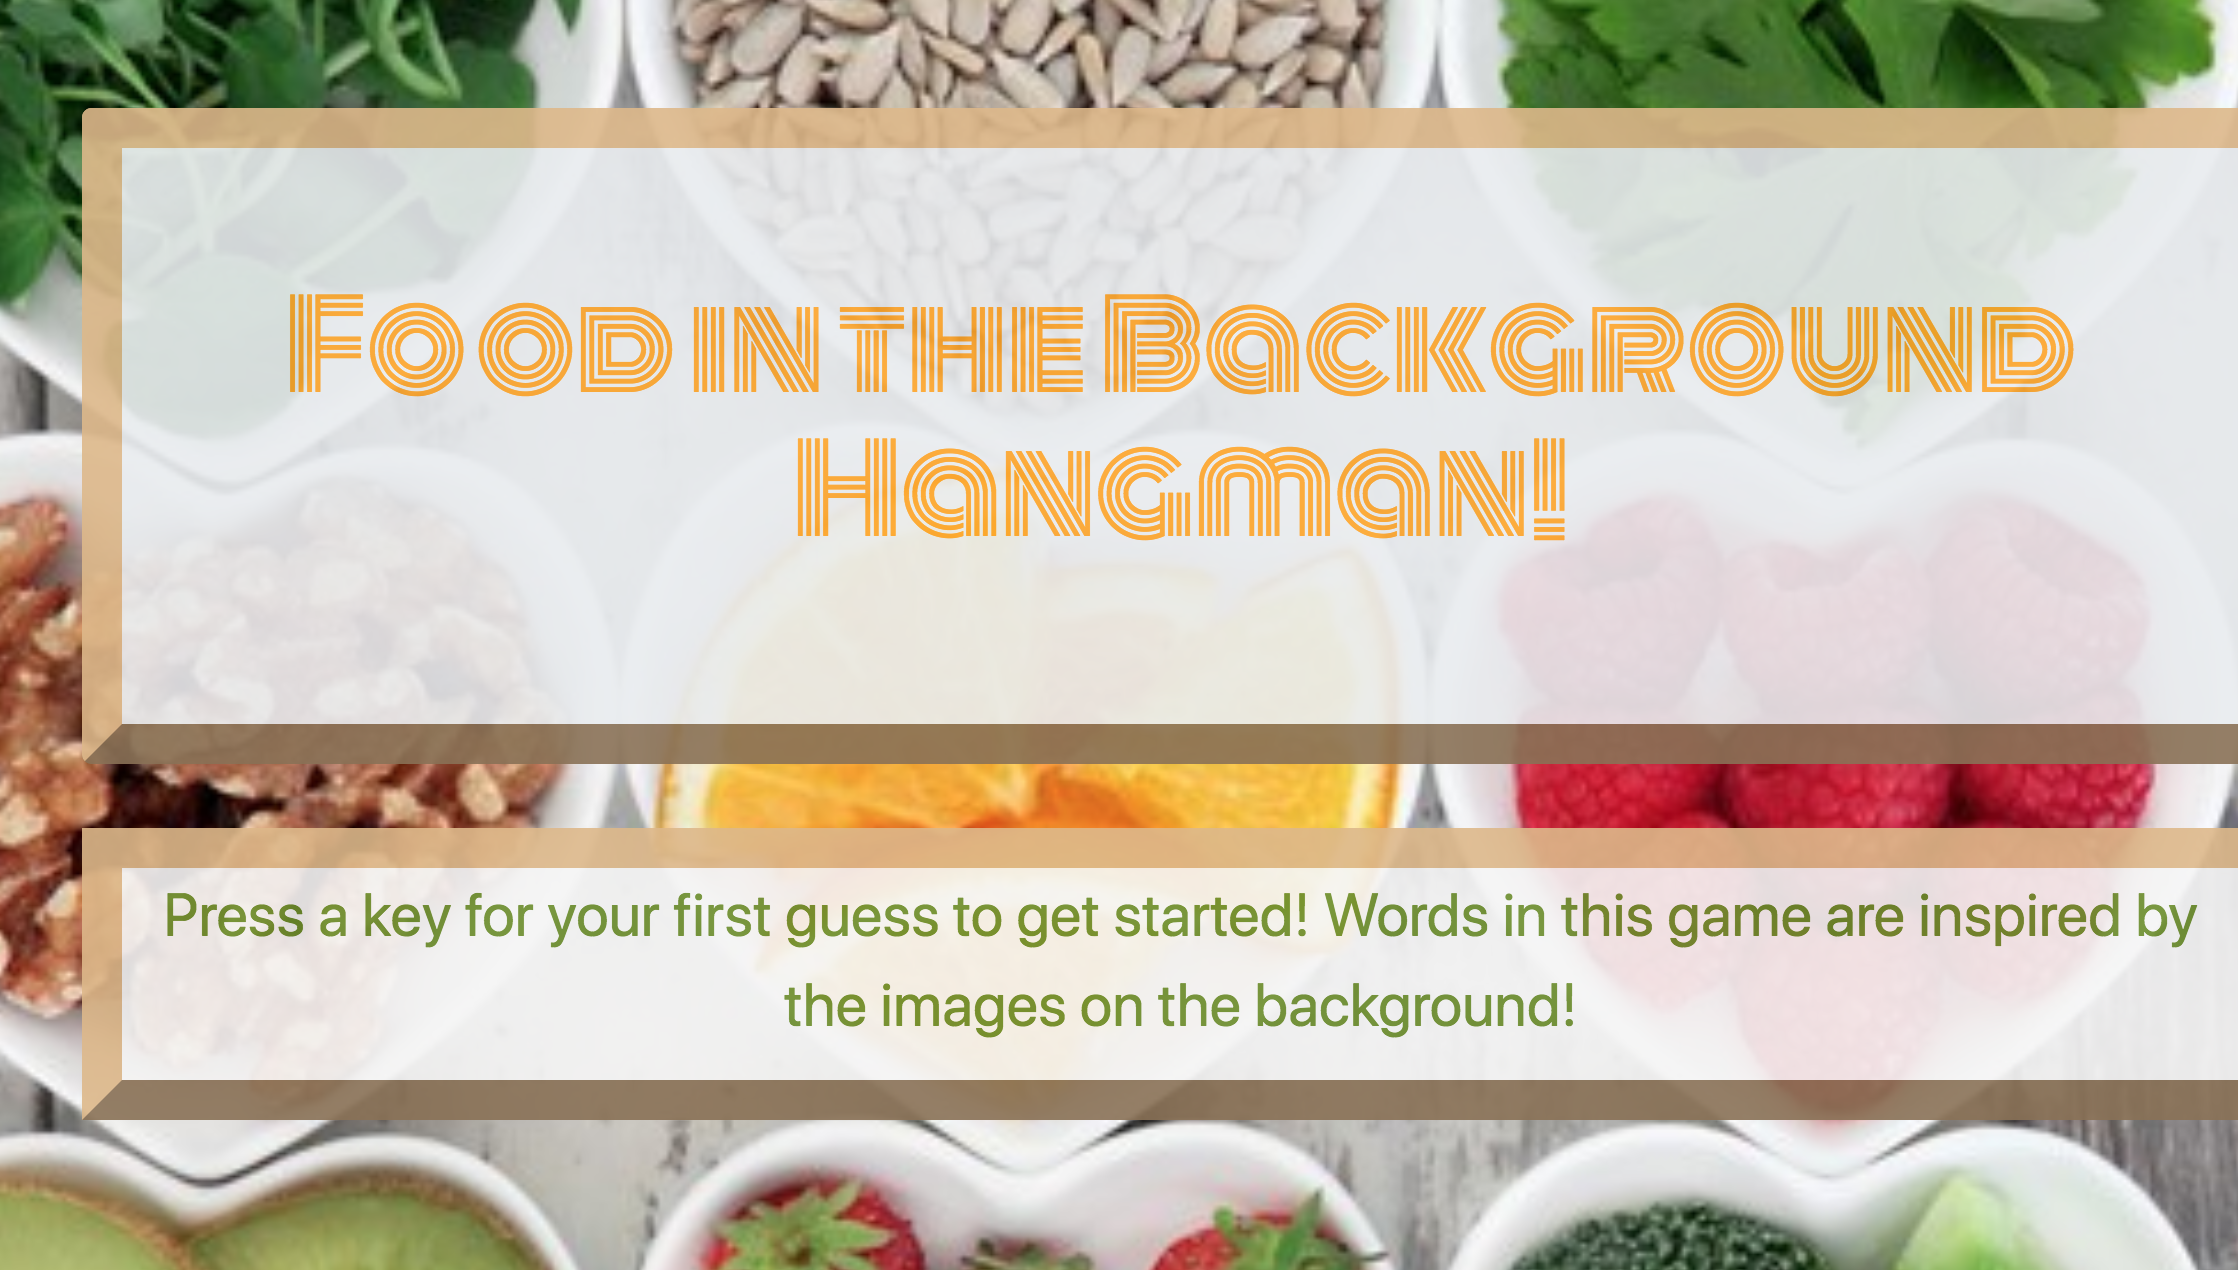 Food in the Background
Hangman!
Press a key for your first guess to get started! Words in this game are inspired by
the images on the background!